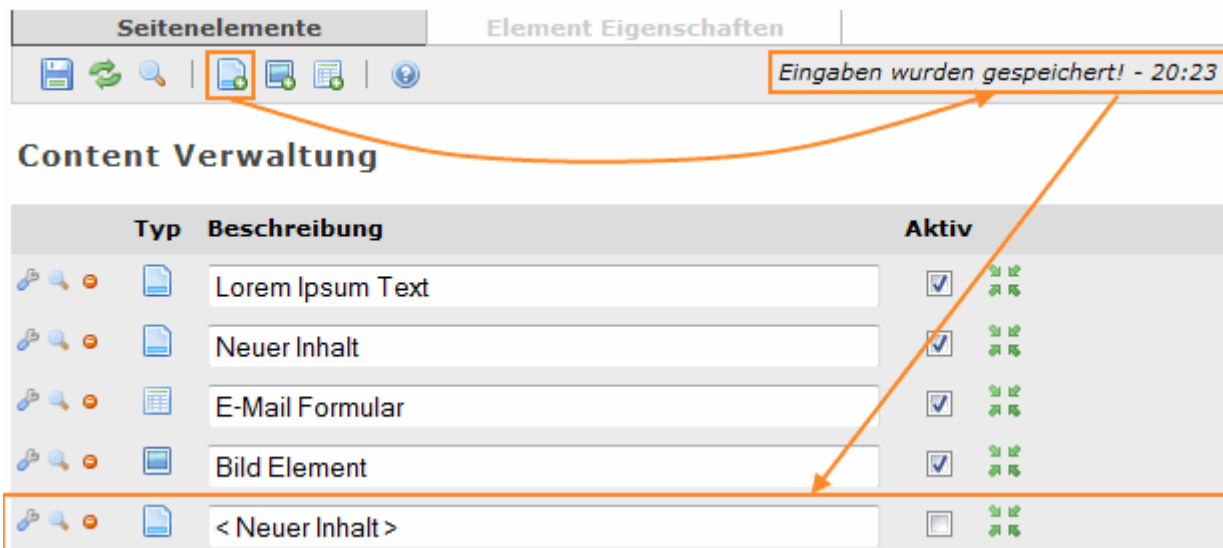 Seitenelemente Element Eigenschaften
Eingaben wurden gespeichert! - 20:23
Content Verwaltung
Typ Beschreibung Aktiv
Lorem Ipsum Text
Neuer Inhalt
E-Mail Formular
Bild Element
< Neuer Inhalt >